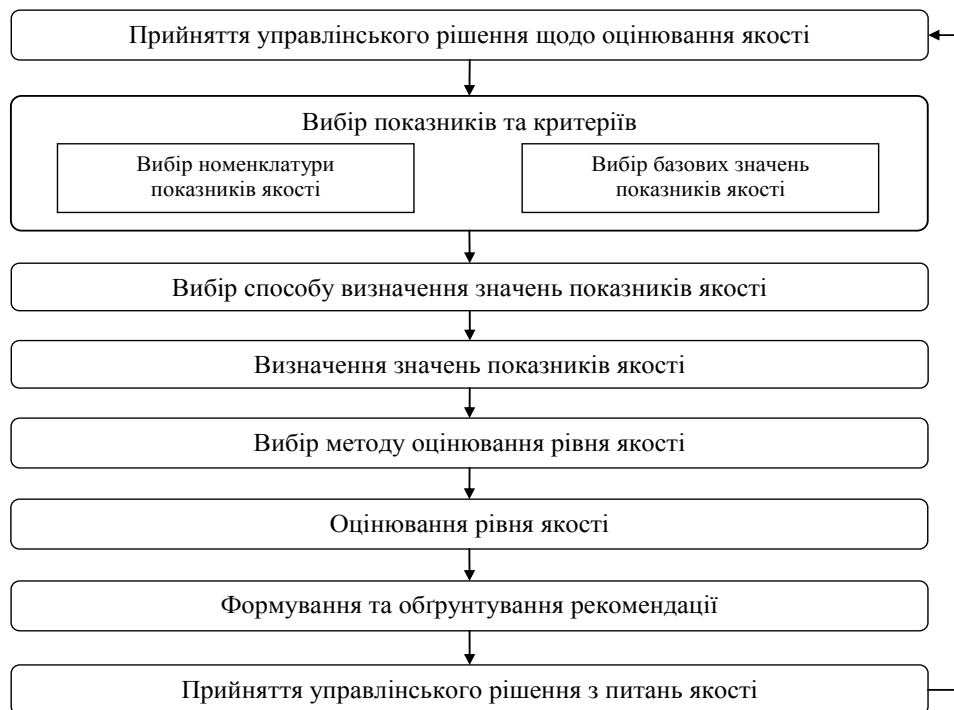 Прийняття управлінського рішення щодо оцінювання якості
Вибір показників та критеріїв
Вибір номенклатури
показників якості
Вибір базових значень
показників якості
Вибір способу визначення значень показників якості
Визначення значень показників якості
Вибір методу оцінювання рівня якості
Оцінювання рівня якості
Формування та обґрунтування рекомендації
Прийняття управлінського рішення з питань якості